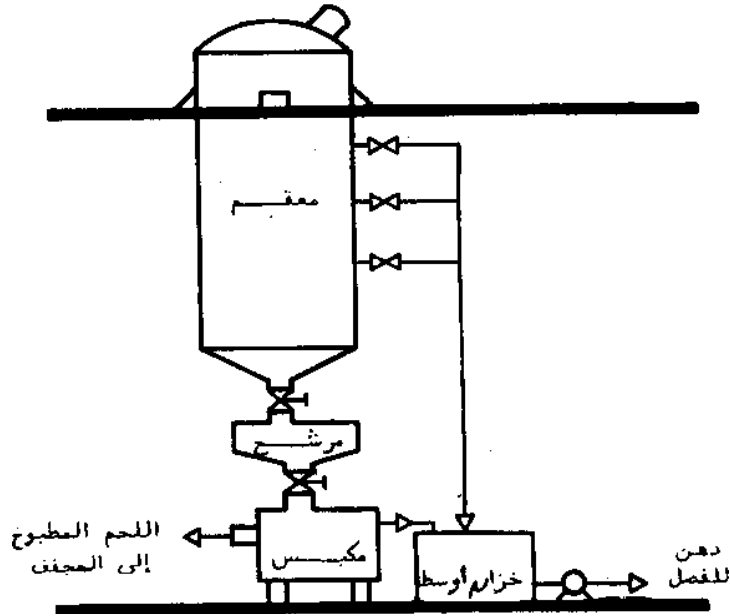 معقم
مرشح
اللحم المطبوخ
إلى المجفف
مكبس
خزان أوسط
دهن
للفصل